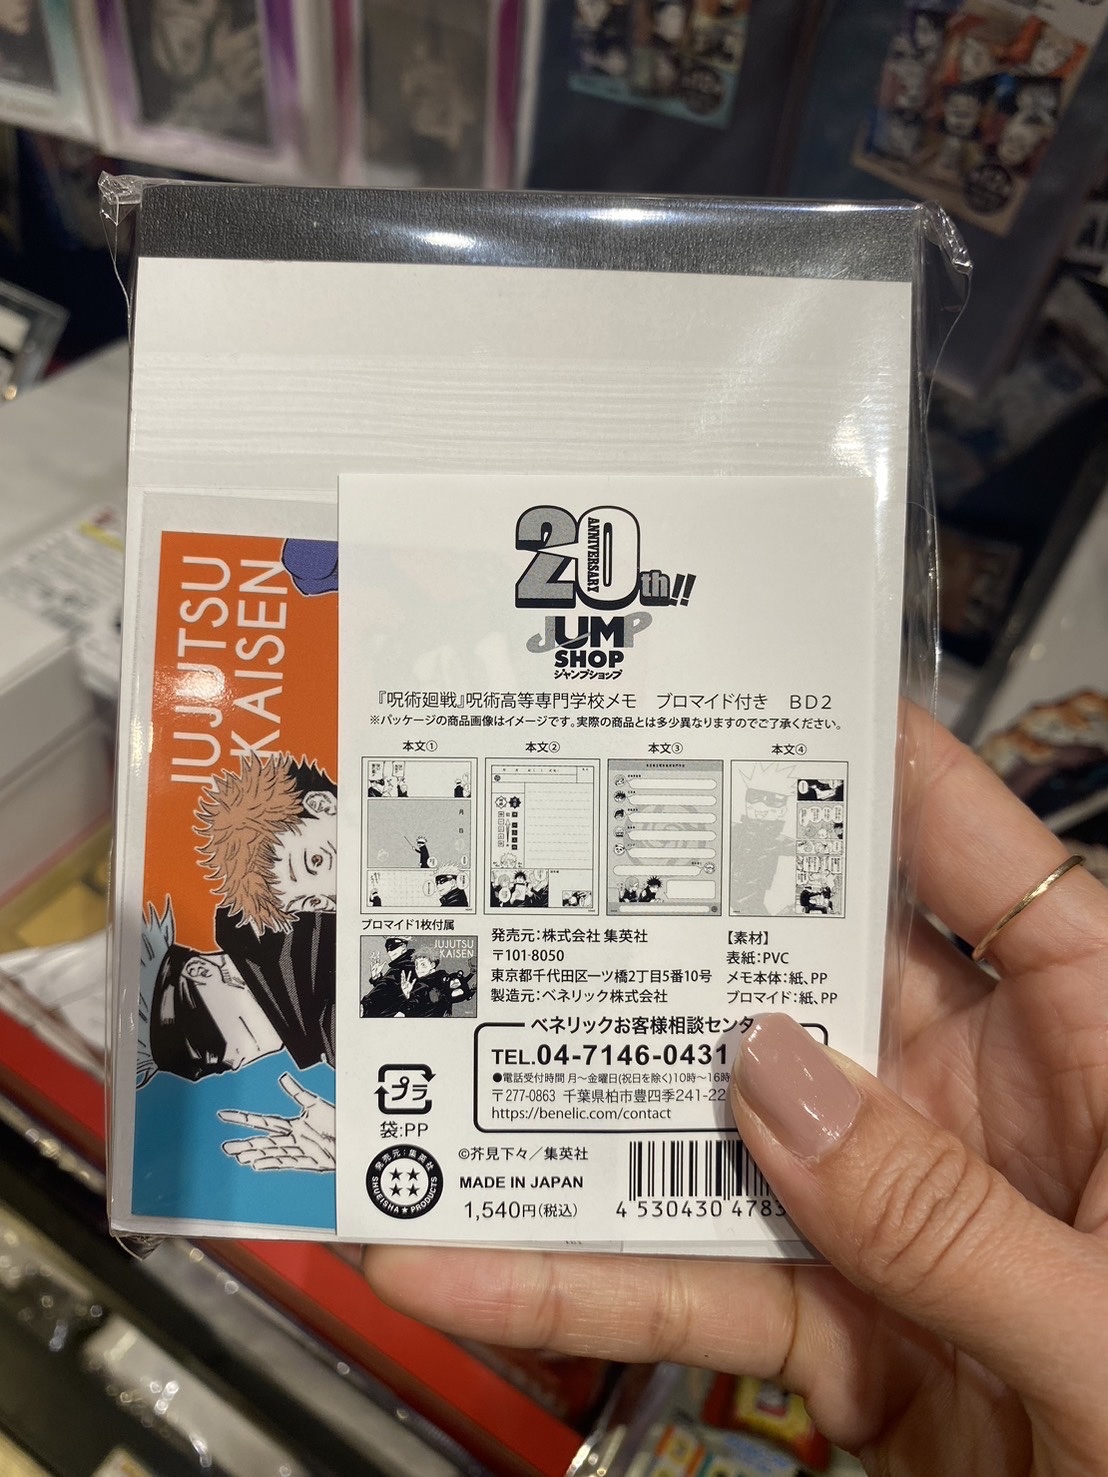 JUJUTSU
KAISEN
20th!!
ANNIVERSARY
JUMP
SHOP
ジャンプショップ
『呪術廻戦』呪術高等専門学校メモ ブロマイド付き BD2
※パッケージの商品画像はイメージです。実際の商品とは多少異なりますのでご了承ください。
本文① 本文② 本文③ 本文④
ブロマイド1枚付属
JUJUTSU
KAISEN
発売元：株式会社 集英社
〒101-8050
東京都千代田区一ツ橋2丁目5番10号
製造元：ベネリック株式会社
【素材】
表紙：PVC
メモ本体：紙、PP
ブロマイド：紙、PP
ベネリックお客様相談センタ
TEL.04-7146-0431
●電話受付時間 月～金曜日(祝日を除く)10時～16時
〒277-0863 千葉県柏市豊四季241-22
https://benelic.com/contact
プラ
袋:PP
発売元：集英社
SHUEISHA★PRODUCTS
©芥見下々／集英社
MADE IN JAPAN
1,540円（税込）
4 530430 4783